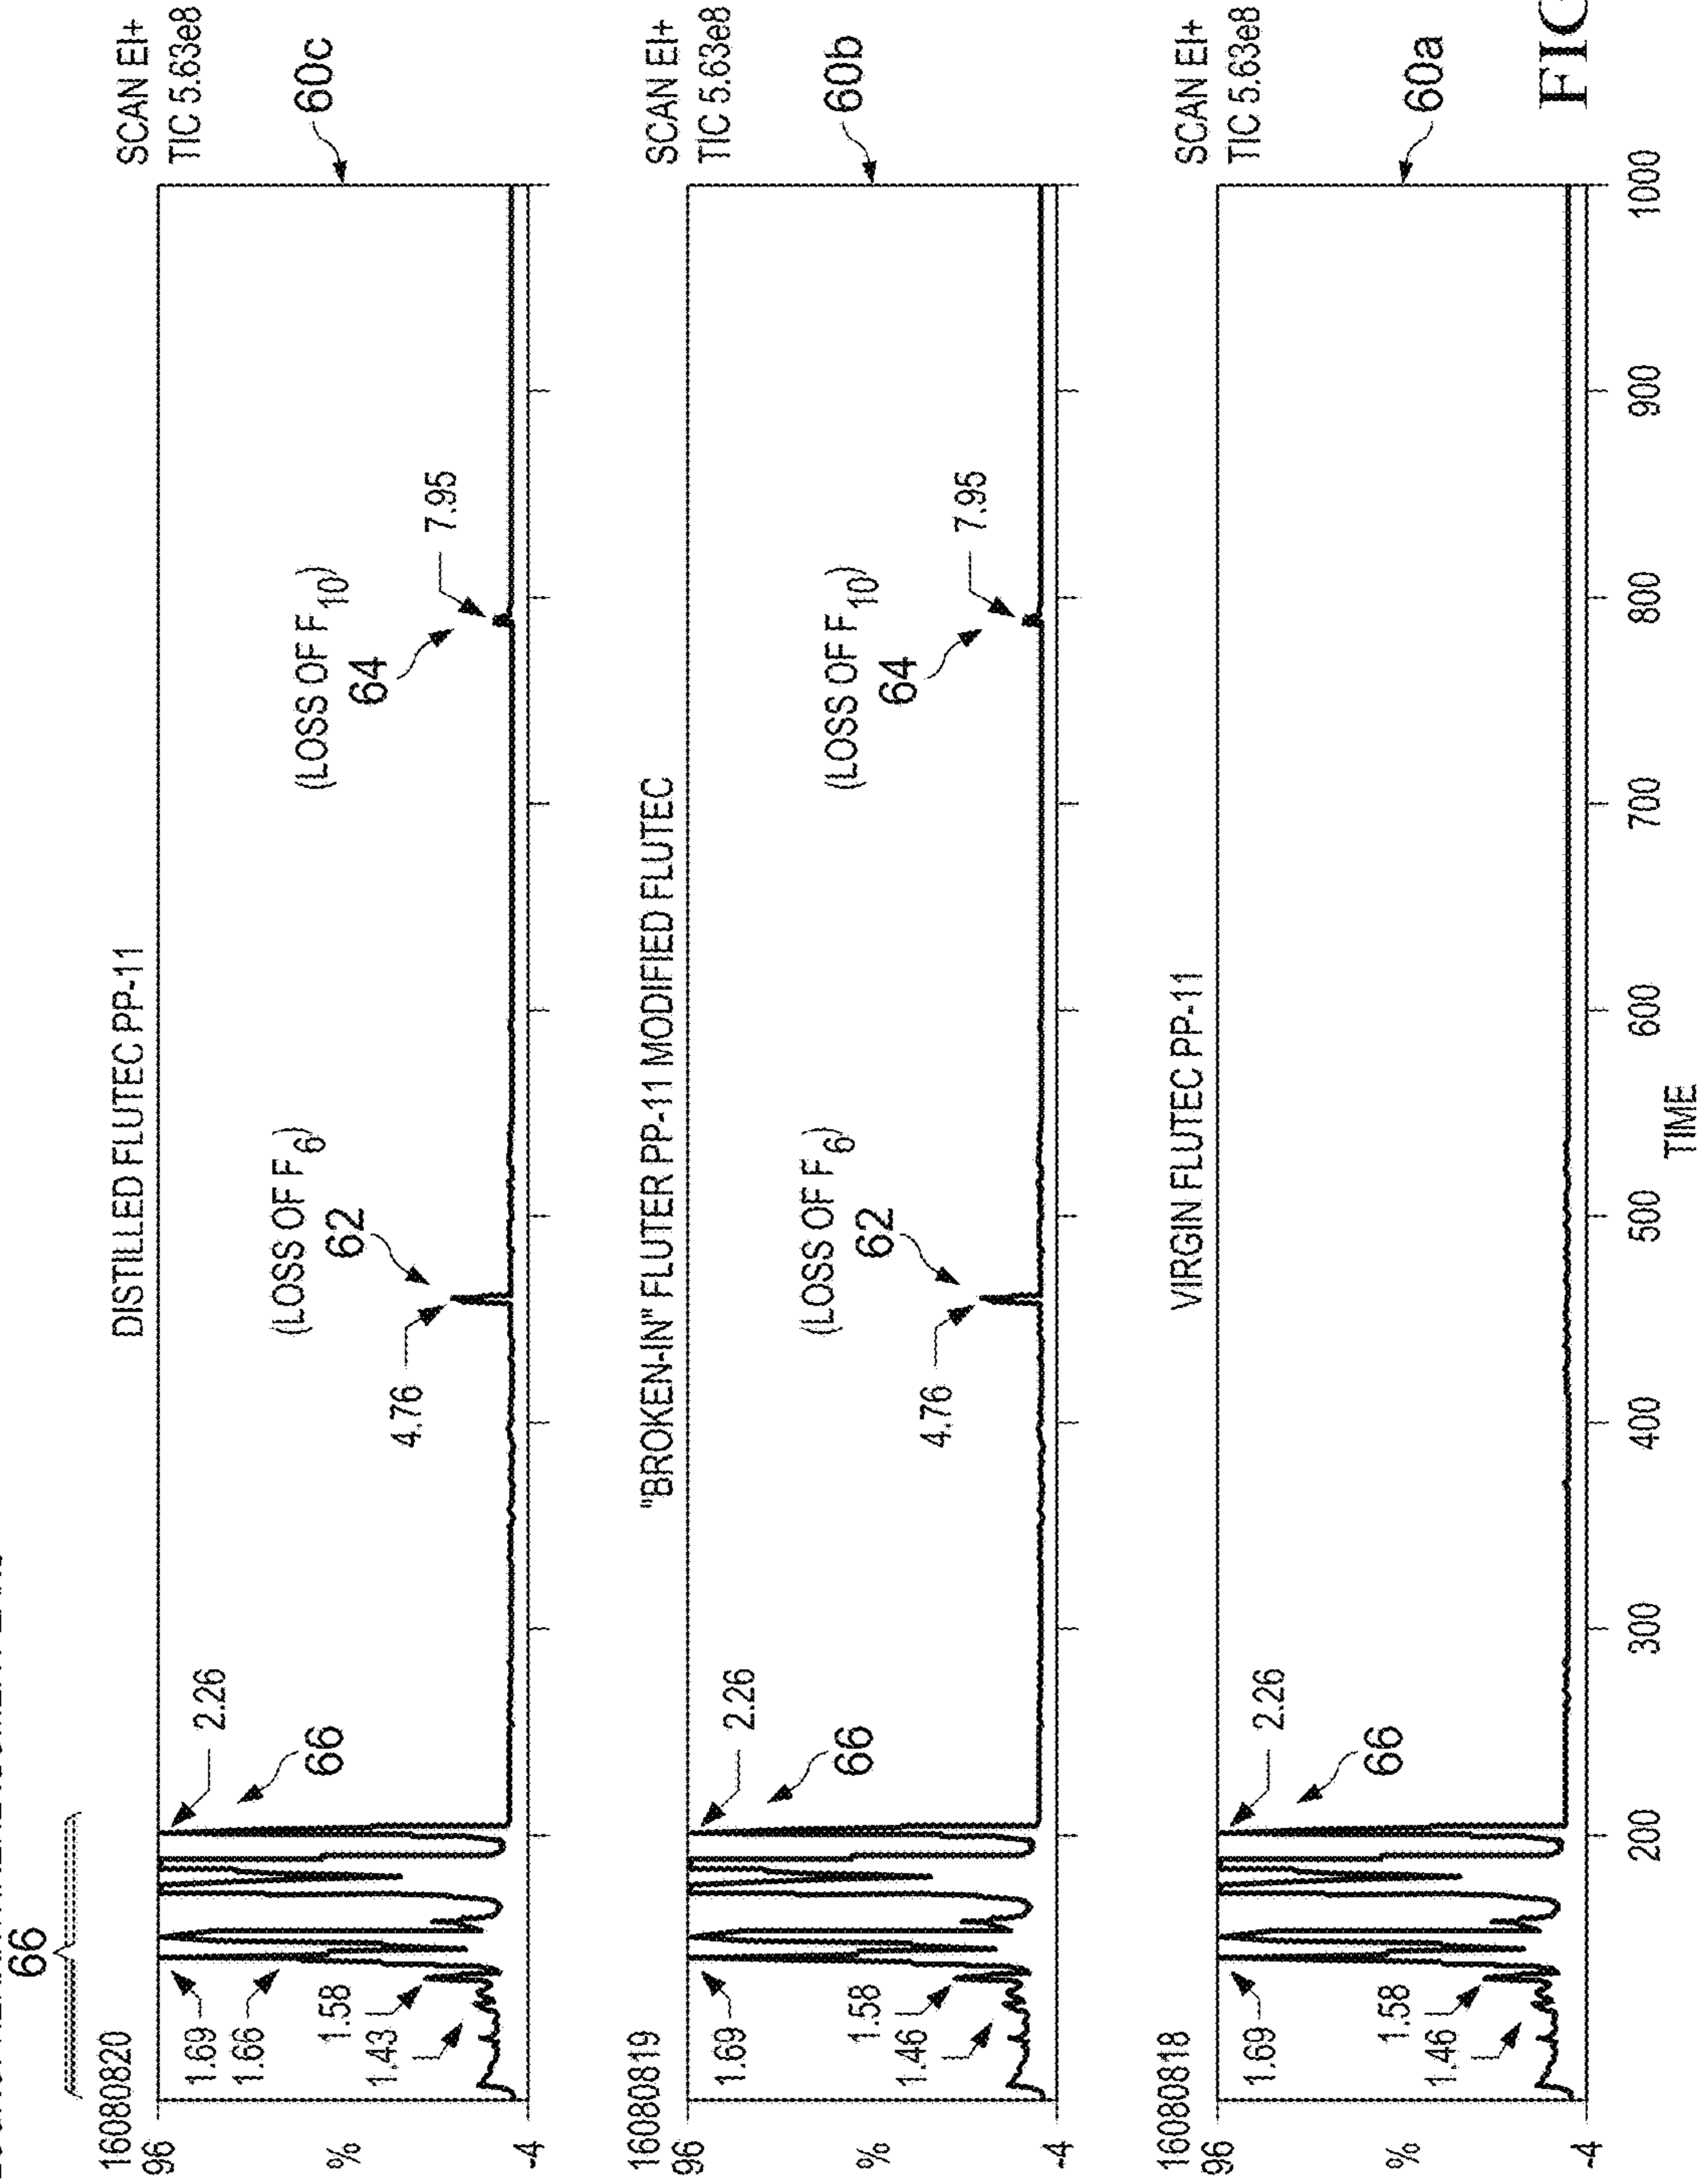 66
16080820
DISTILLED FLUTEC PP-11
SCAN EI+
TIC 5.63e8
96
%
-4
1.69
1.66
1.58
1.43
2.26
66
4.76
(LOSS OF F6)
62
(LOSS OF F10)
64
7.95
60c
16080819
"BROKEN-IN" FLUTER PP-11 MODIFIED FLUTEC
SCAN EI+
TIC 5.63e8
96
%
-4
1.69
1.58
1.46
2.26
66
4.76
(LOSS OF F6)
62
(LOSS OF F10)
64
7.95
60b
16080818
VIRGIN FLUTEC PP-11
SCAN EI+
TIC 5.63e8
96
%
-4
1.69
1.58
1.46
2.26
66
60a
200 300 400 500 600 700 800 900 1000
TIME
FIG